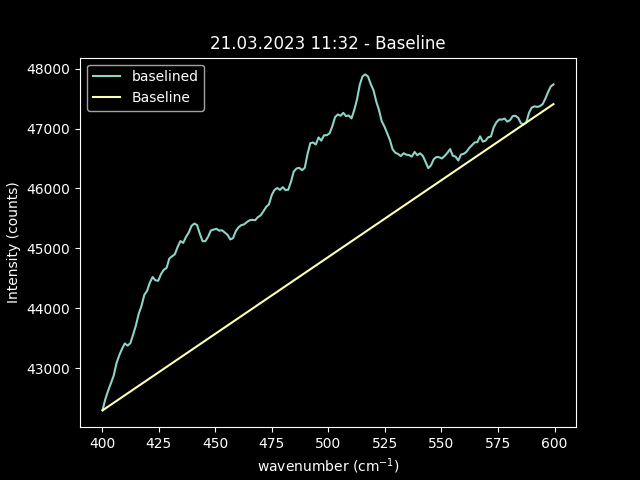 21.03.2023 11:32 - Baseline
baselined
Baseline
48000
47000
46000
45000
44000
43000
Intensity (counts)
400 425 450 475 500 525 550 575 600
wavenumber (cm⁻¹)